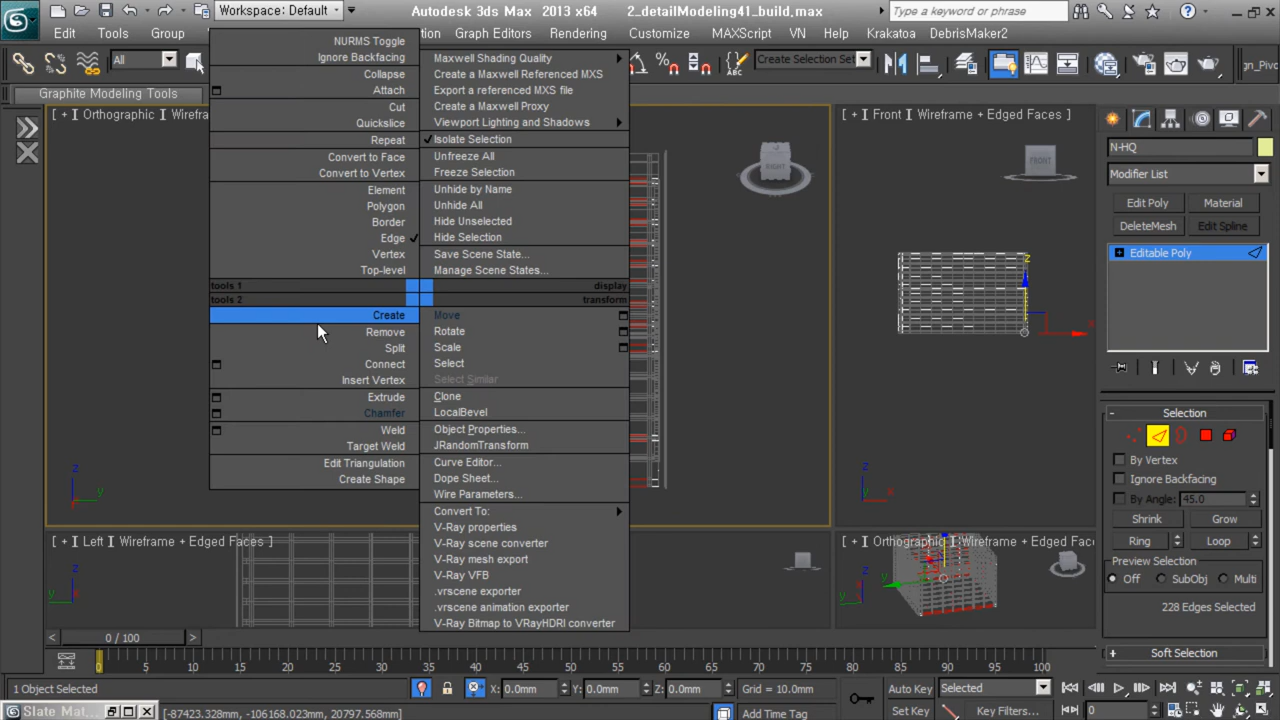 Workspace: Default
Autodesk 3ds Max 2013 x64
2_detailModeling41_build.max
Type a keyword or phrase
Edit
Tools
Group
Graph Editors
Rendering
Customize
MAXScript
VN
Help
Krakatoa
DebrisMaker2
All
Create Selection Set
Graphite Modeling Tools
NURMS Toggle
Ignore Backfacing
Collapse
Attach
Cut
Quickslice
Repeat
Convert to Face
Convert to Vertex
Element
Polygon
Border
Edge
Vertex
Top-level
tools 1
tools 2
Create
Remove
Split
Connect
Insert Vertex
Extrude
Chamfer
Weld
Target Weld
Edit Triangulation
Create Shape
Maxwell Shading Quality
Create a Maxwell Referenced MXS
Export a referenced MXS file
Create a Maxwell Proxy
Viewport Lighting and Shadows
Isolate Selection
Unfreeze All
Freeze Selection
Unhide by Name
Unhide All
Hide Unselected
Hide Selection
Save Scene State...
Manage Scene States...
display
transform
Move
Rotate
Scale
Select
Select Similar
Clone
LocalBevel
Object Properties...
JRandomTransform
Curve Editor...
Dope Sheet...
Wire Parameters...
Convert To:
V-Ray properties
V-Ray scene converter
V-Ray mesh export
V-Ray VFB
.vrscene exporter
.vrscene animation exporter
V-Ray Bitmap to VRayHDRI converter
[ + ] [ Orthographic ] [ Wirefra
[ + ] [ Front ] [ Wireframe + Edged Faces ]
[ + ] [ Left ] [ Wireframe + Edged Faces ]
[ + ] [ Orthographic ] [ Wireframe + Edged Face
RIGHT
FRONT
z
y
z
x
z
x
z
y
z
y
N-HQ
Modifier List
Edit Poly
Material
DeleteMesh
Edit Spline
Editable Poly
Selection
By Vertex
Ignore Backfacing
By Angle:
45.0
Shrink
Grow
Ring
Loop
Preview Selection
Off
SubObj
Multi
228 Edges Selected
Soft Selection
0 / 100
0 5 10 15 20 25 30 35 40 45 50 55 60 65 70 75 80 85 90 95 100
1 Object Selected
X: 0.0mm
Y: 0.0mm
Z: 0.0mm
Grid = 10.0mm
Auto Key
Selected
Slate Mat...
[-87423.328mm, -106168.023mm, 20797.568mm]
Add Time Tag
Set Key
Key Filters...
0